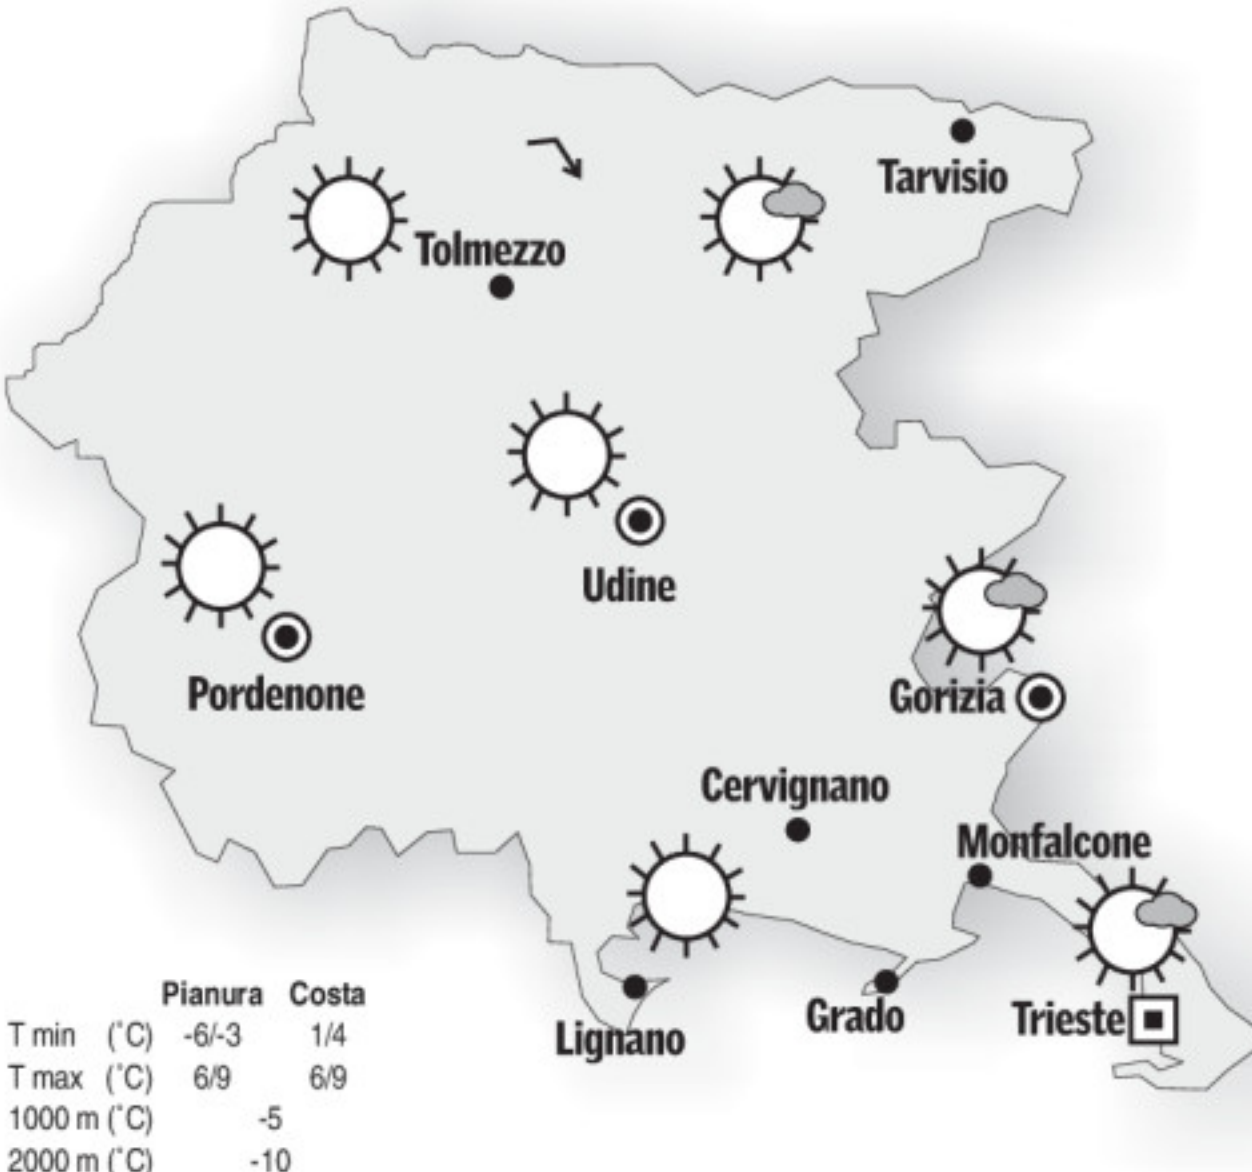 Tarvisio
Tolmezzo
Udine
Pordenone
Gorizia
Cervignano
Monfalcone
Grado
Trieste
Lignano
Pianura Costa
T min (°C) -6/-3 1/4
T max (°C) 6/9 6/9
1000 m (°C) -5
2000 m (°C) -10